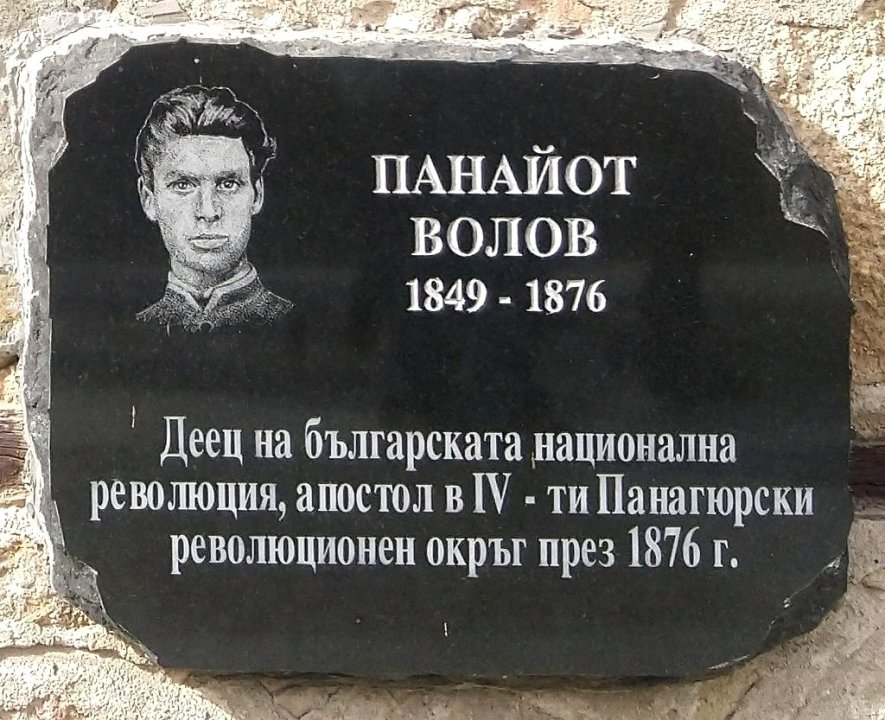 ПАНАЙОТ
ВОЛОВ
1849 - 1876
Деец на българската национална
революция, апостол в IV - ти Панагюрски
революционен окръг през 1876 г.